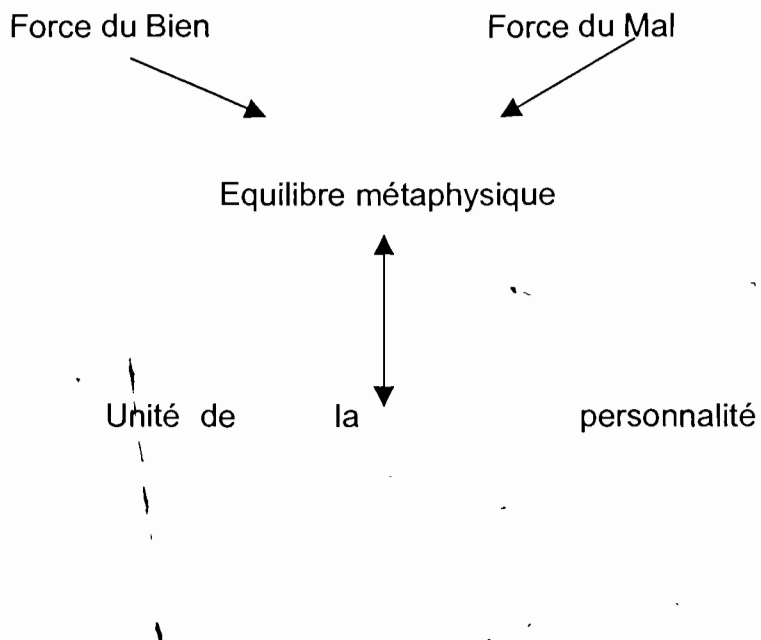 Force du Bien Force du Mal
Equilibre métaphysique
Unité de la personnalité